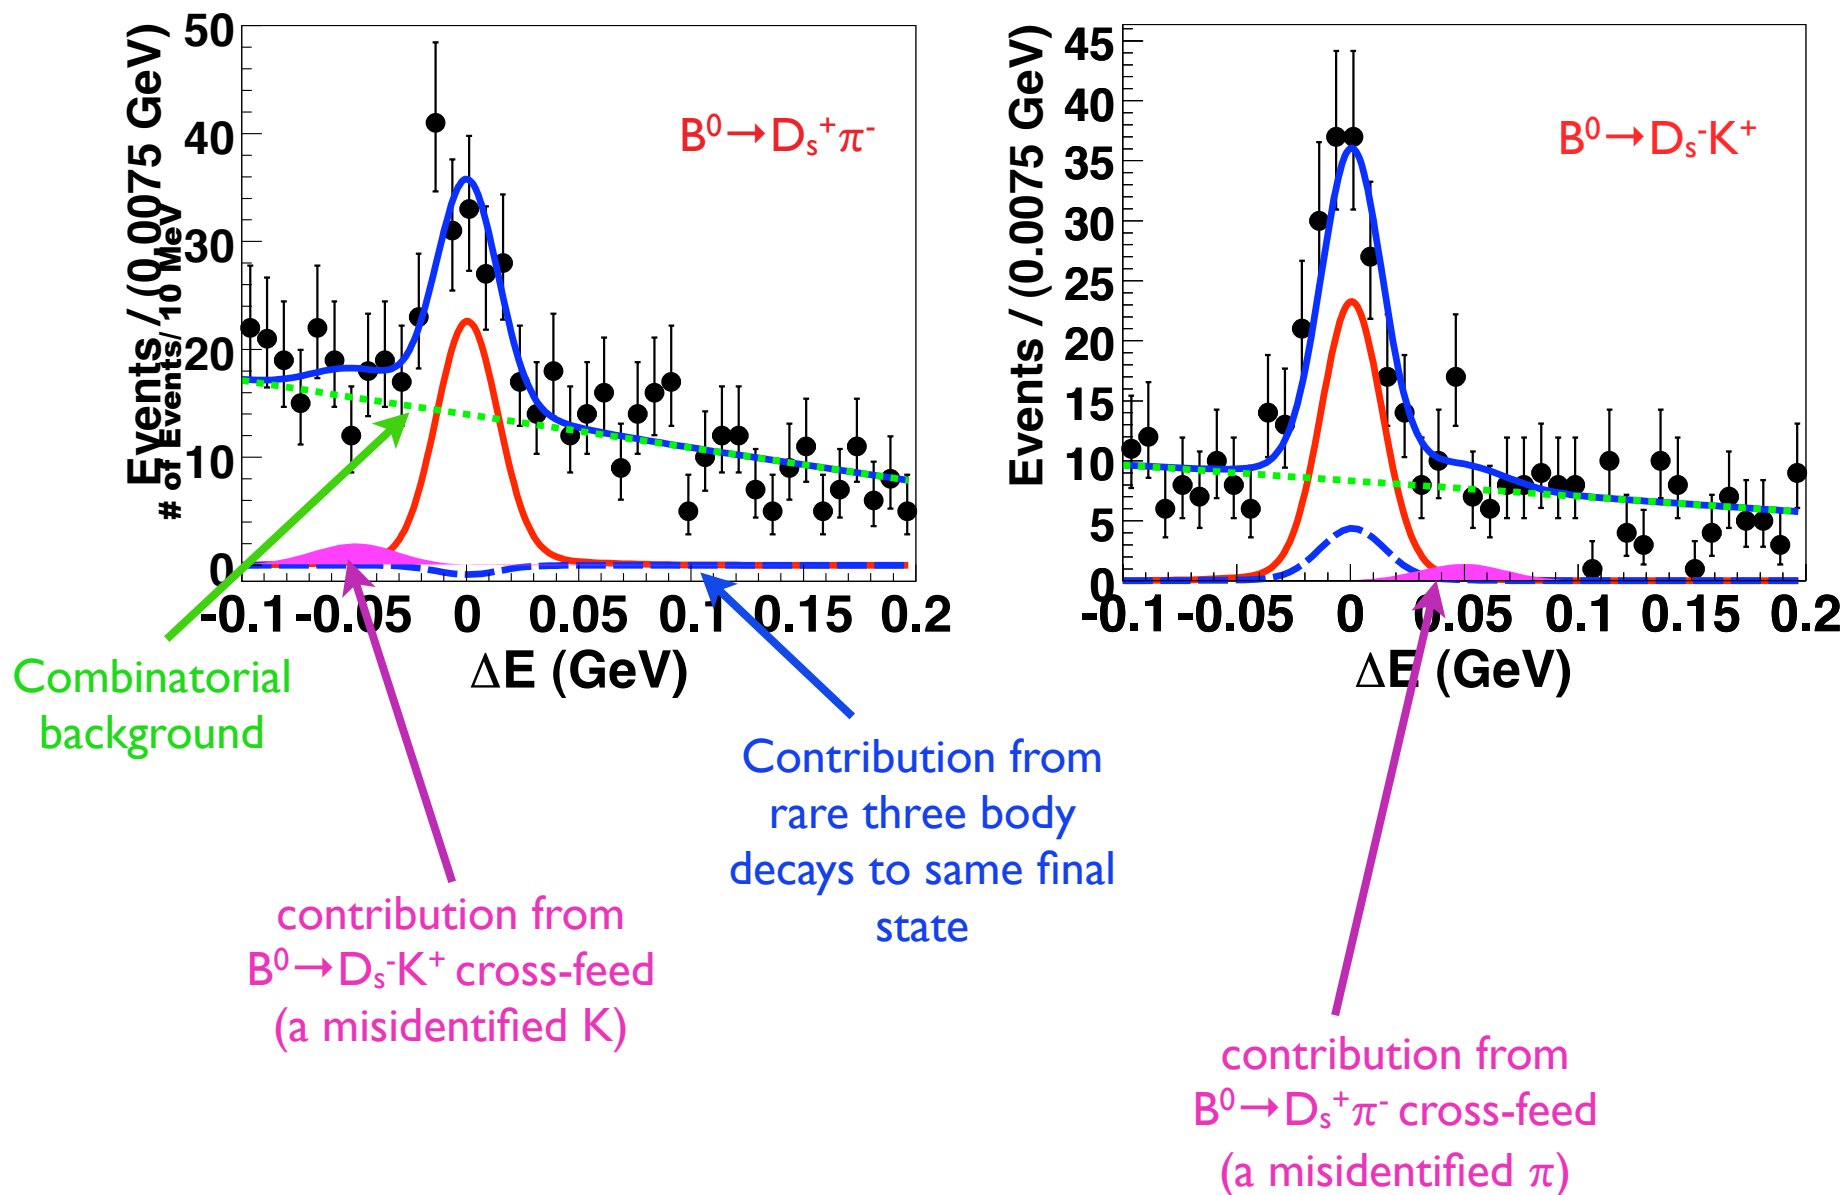 Events / (0.0075 GeV)
# of Events/ 10 MeV
50
40
30
20
10
0
B⁰→Dₛ⁺π⁻
-0.1 -0.05 0 0.05 0.1 0.15 0.2
ΔE (GeV)
Events / (0.0075 GeV)
45
40
35
30
25
20
15
10
5
0
B⁰→Dₛ⁻K⁺
-0.1 -0.05 0 0.05 0.1 0.15 0.2
ΔE (GeV)
Combinatorial
background
Contribution from
rare three body
decays to same final
state
contribution from
B⁰→Dₛ⁻K⁺ cross-feed
(a misidentified K)
contribution from
B⁰→Dₛ⁺π⁻ cross-feed
(a misidentified π)